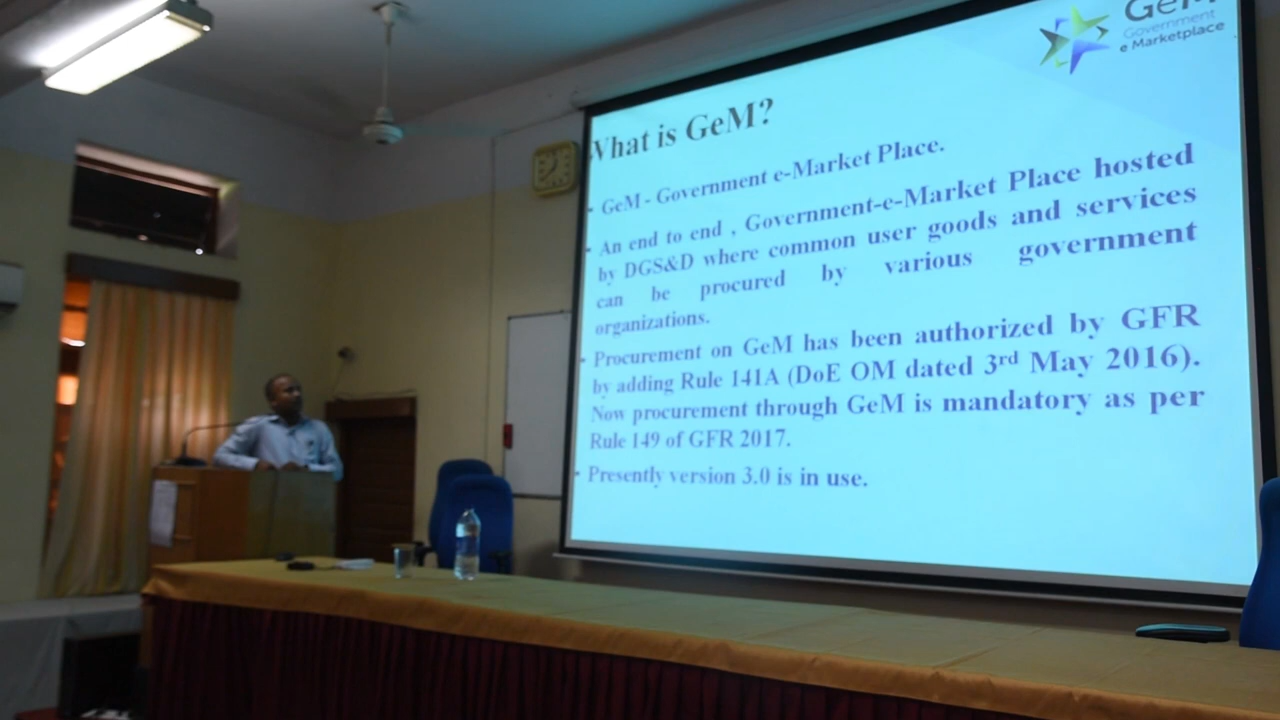 GeM
Government
e Marketplace
What is GeM?
GeM - Government e-Market Place.
An end to end , Government-e-Market Place hosted
by DGS&D where common user goods and services
can be procured by various government
organizations.
Procurement on GeM has been authorized by GFR
by adding Rule 141A (DoE OM dated 3rd May 2016).
Now procurement through GeM is mandatory as per
Rule 149 of GFR 2017.
Presently version 3.0 is in use.